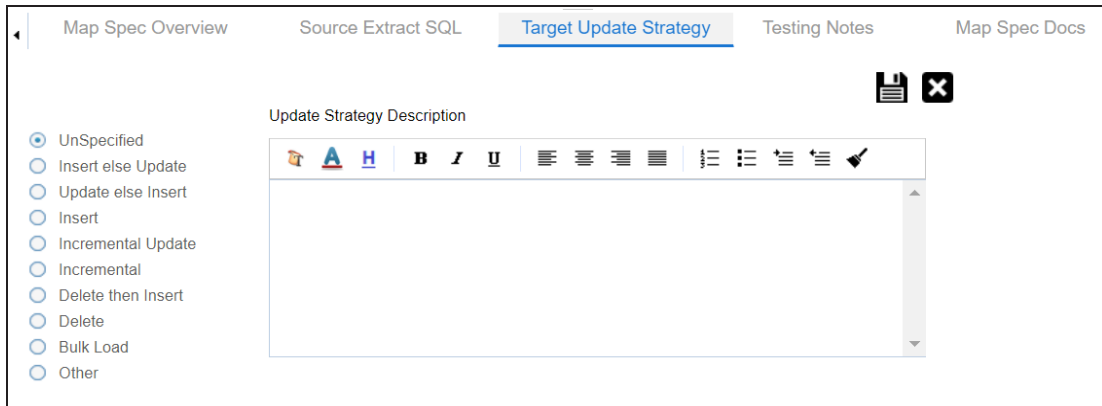 Map Spec Overview Source Extract SQL Target Update Strategy Testing Notes Map Spec Docs
Update Strategy Description
A H B I U
UnSpecified
Insert else Update
Update else Insert
Insert
Incremental Update
Incremental
Delete then Insert
Delete
Bulk Load
Other